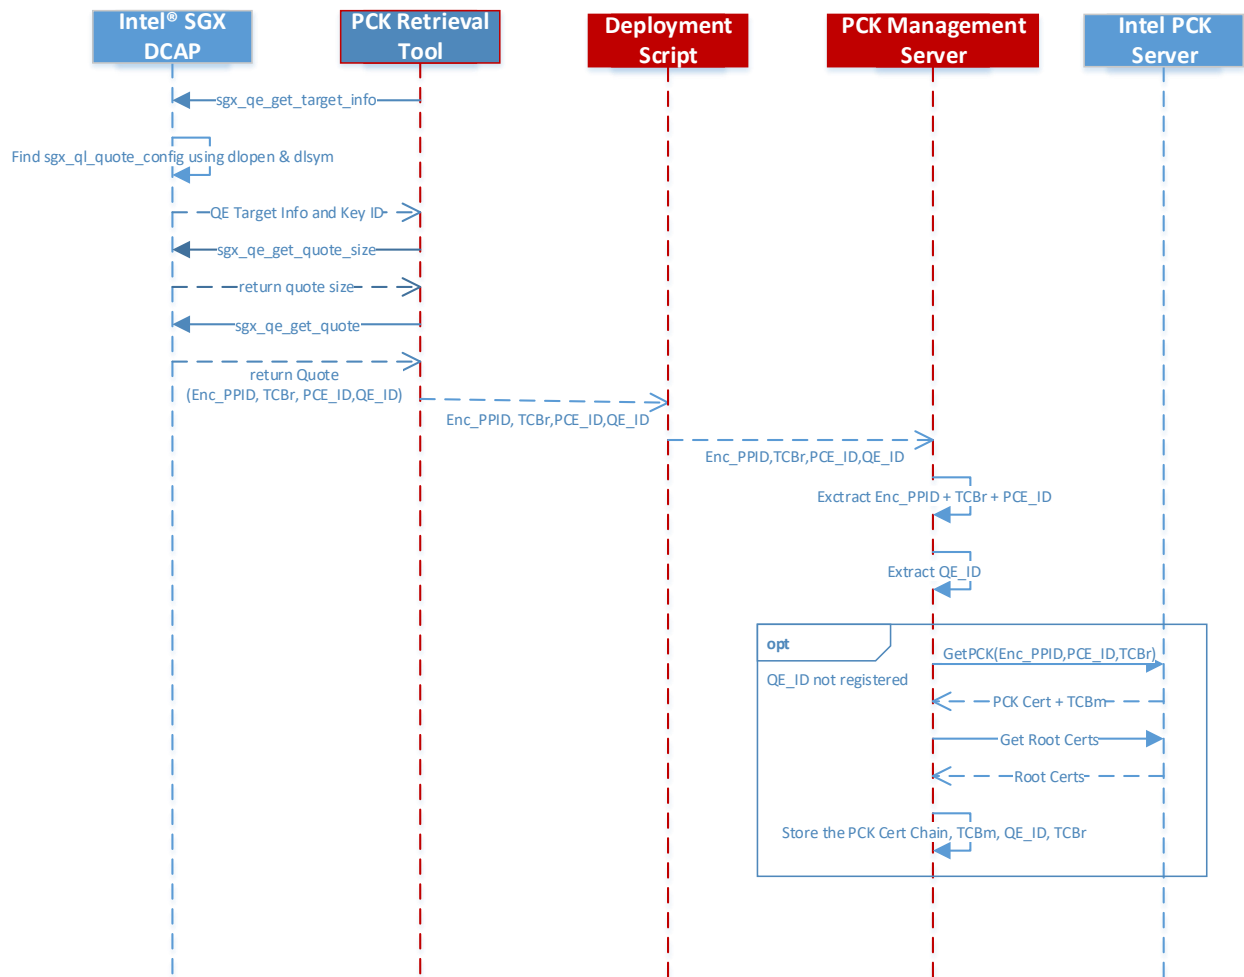 Intel® SGX
DCAP
PCK Retrieval
Tool
Deployment
Script
PCK Management
Server
Intel PCK
Server
sgx_qe_get_target_info
Find sgx_ql_quote_config using dlopen & dlsym
QE Target Info and Key ID
sgx_qe_get_quote_size
return quote size
sgx_qe_get_quote
return Quote
(Enc_PPID, TCBr, PCE_ID,QE_ID)
Enc_PPID, TCBr,PCE_ID,QE_ID
Enc_PPID,TCBr,PCE_ID,QE_ID
Exctract Enc_PPID + TCBr + PCE_ID
Extract QE_ID
opt
GetPCK(Enc_PPID,PCE_ID,TCBr)
QE_ID not registered
PCK Cert + TCBm
Get Root Certs
Root Certs
Store the PCK Cert Chain, TCBm, QE_ID, TCBr